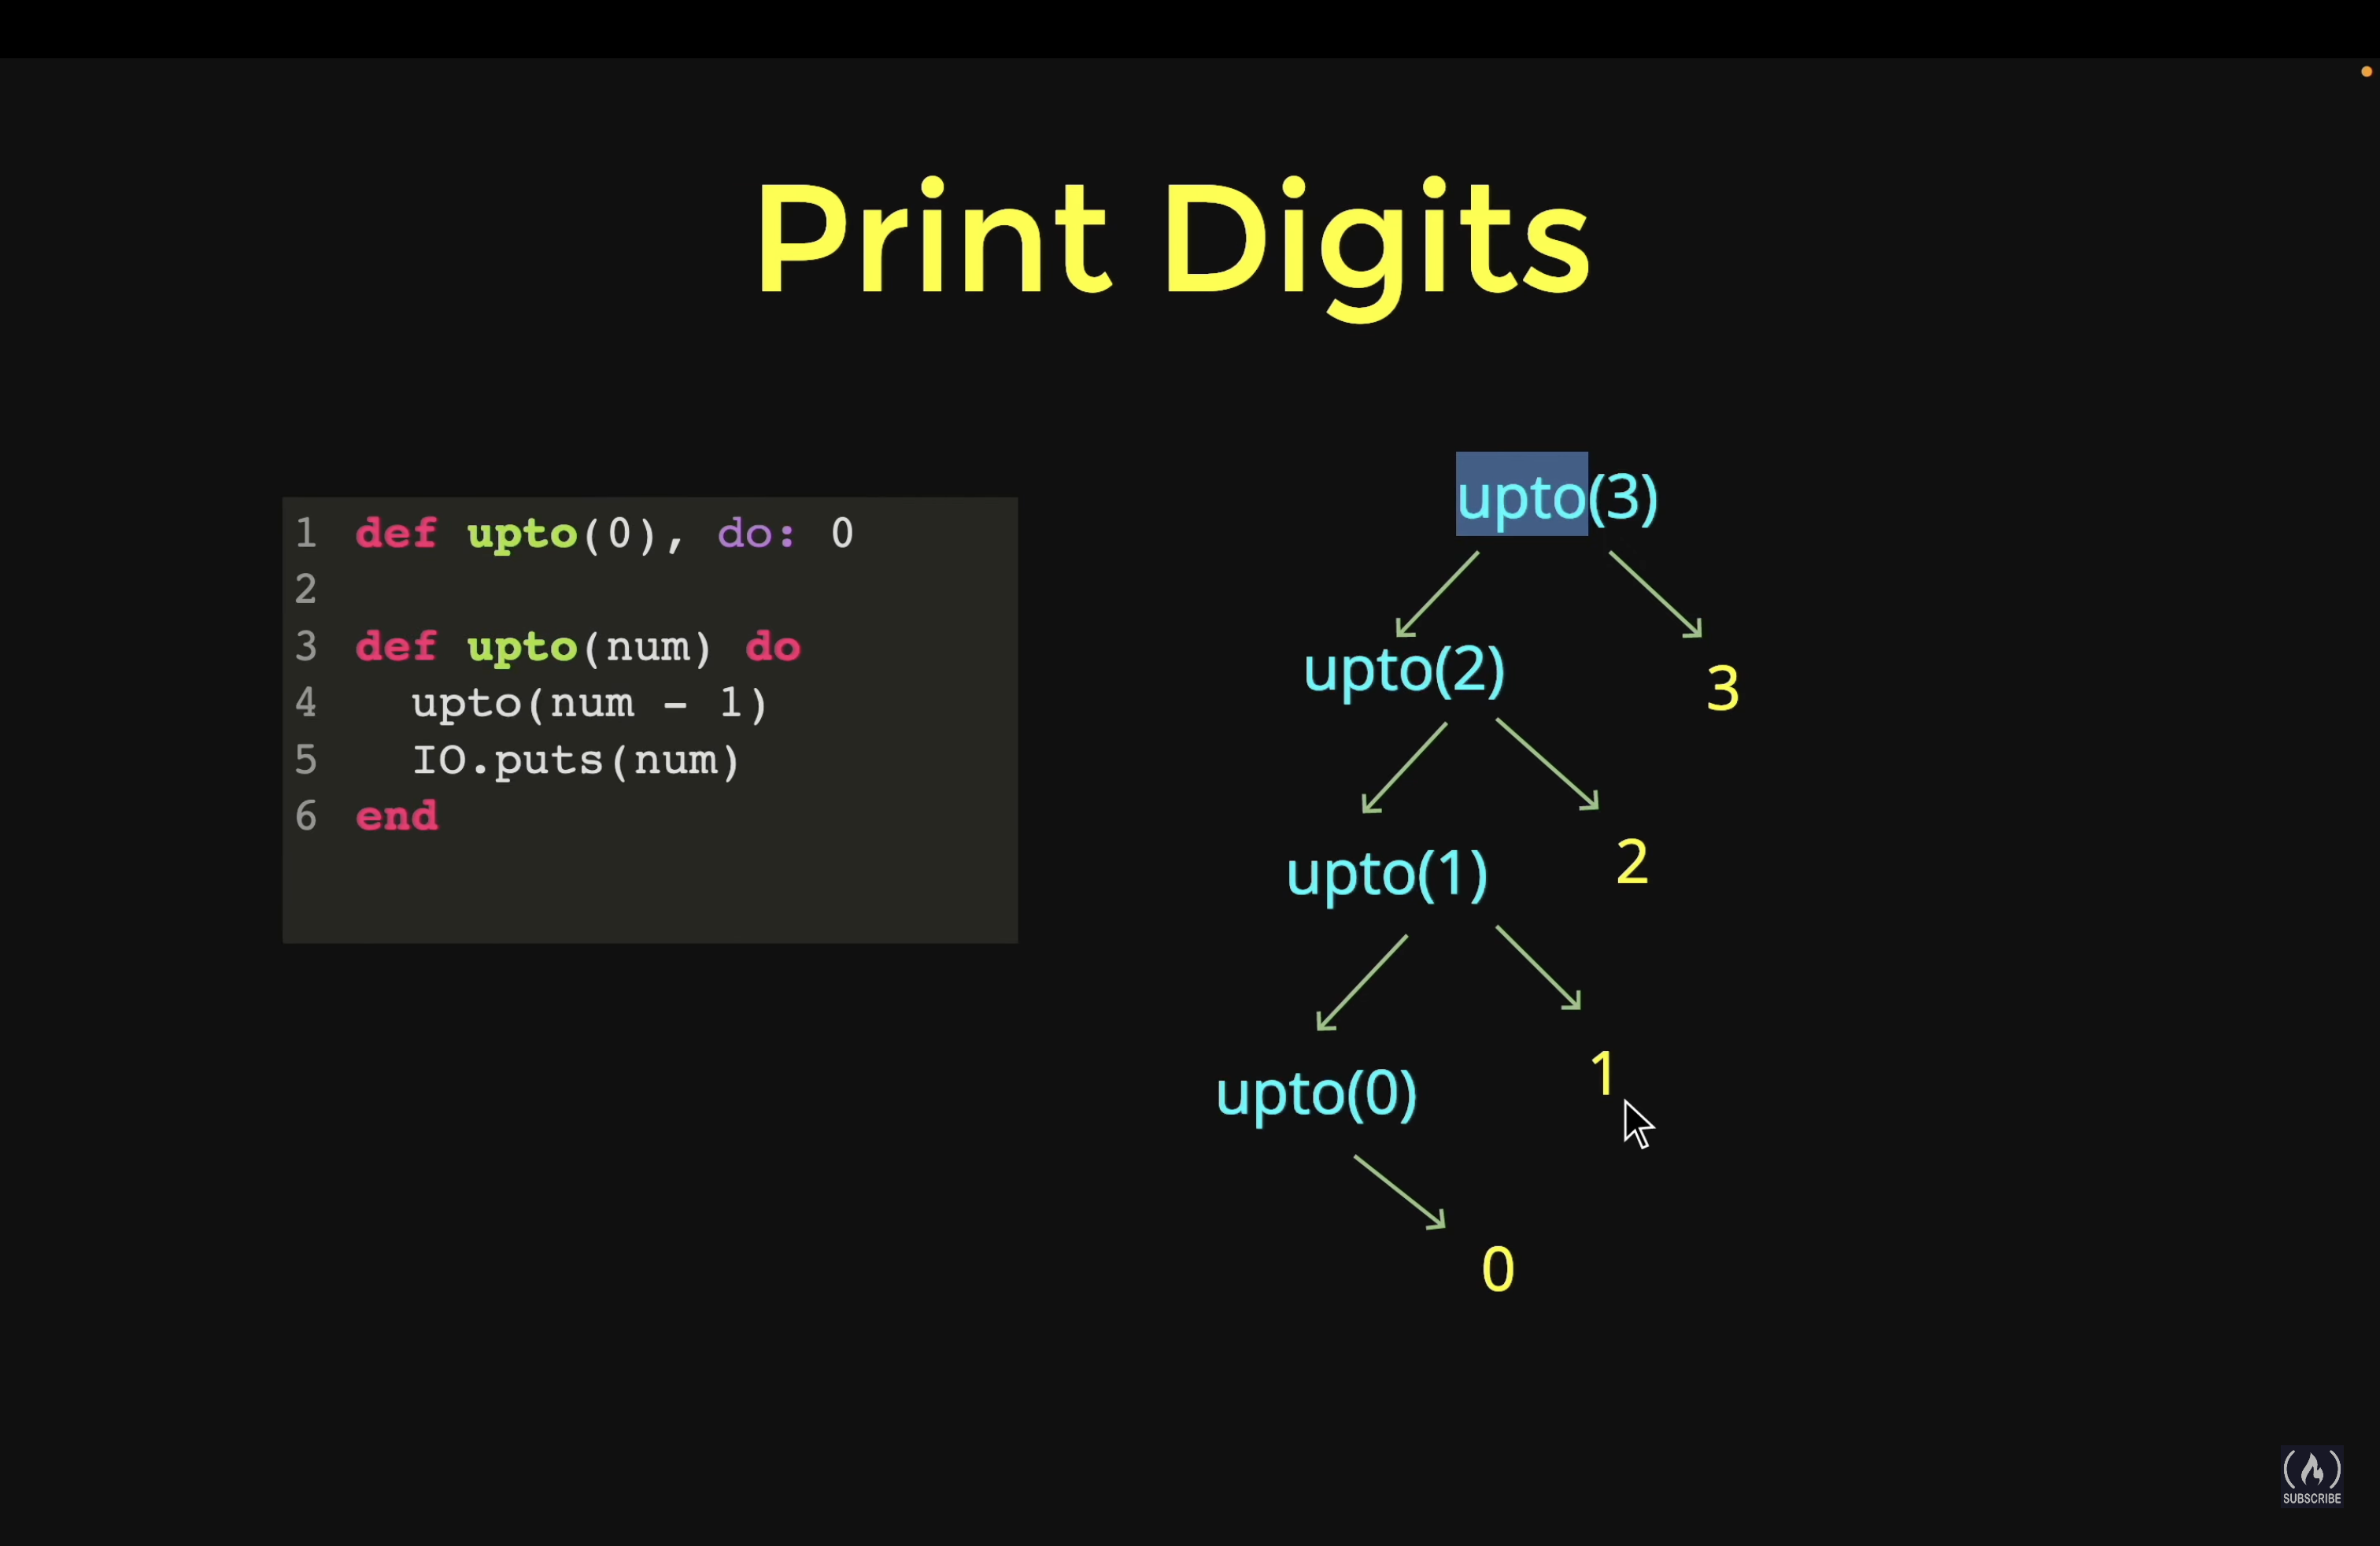 Print Digits
1 def upto(0), do: 0
2
3 def upto(num) do
4   upto(num - 1)
5   IO.puts(num)
6 end
upto(3)
upto(2)
3
upto(1)
2
upto(0)
1
0
SUBSCRIBE